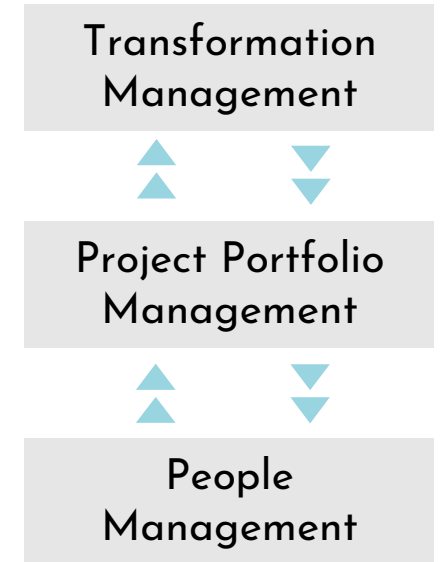 Transformation
Management
Project Portfolio
Management
People
Management